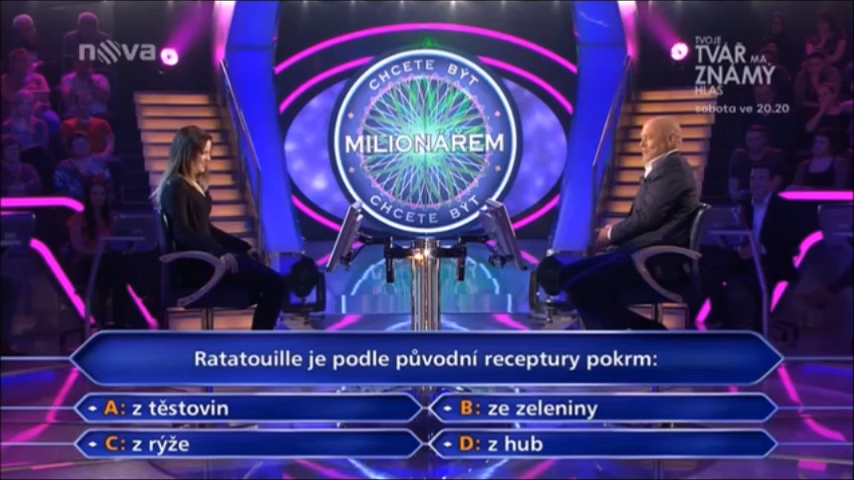 nova
TVOJE
TVÁŘ MÁ
ZNÁMÝ
HLAS
sobota ve 20.20
CHCETE BÝT
MILIONÁŘEM
CHCETE BÝT
Ratatouille je podle původní receptury pokrm:
A: z těstovin
B: ze zeleniny
C: z rýže
D: z hub